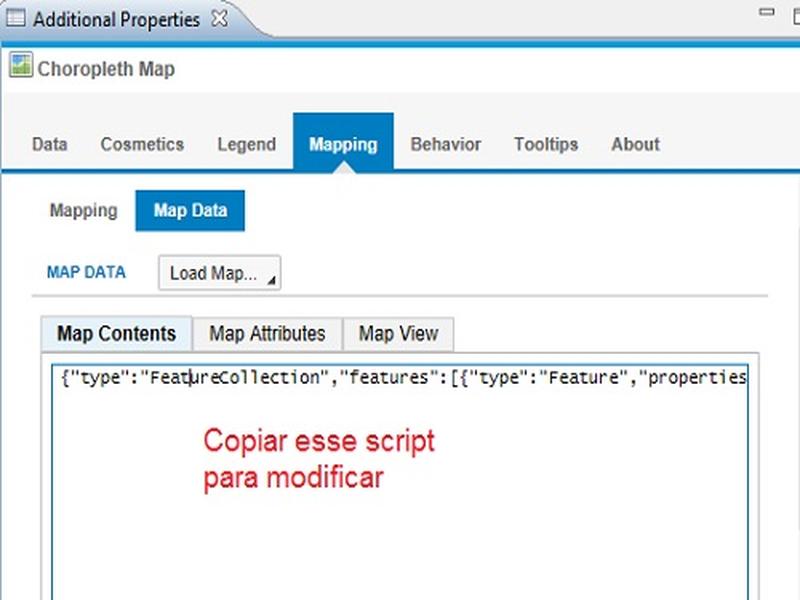 Additional Properties
Choropleth Map
Data Cosmetics Legend Mapping Behavior Tooltips About
Mapping Map Data
MAP DATA Load Map...
Map Contents Map Attributes Map View
{"type":"FeatureCollection","features":[{"type":"Feature","properties
Copiar esse script
para modificar